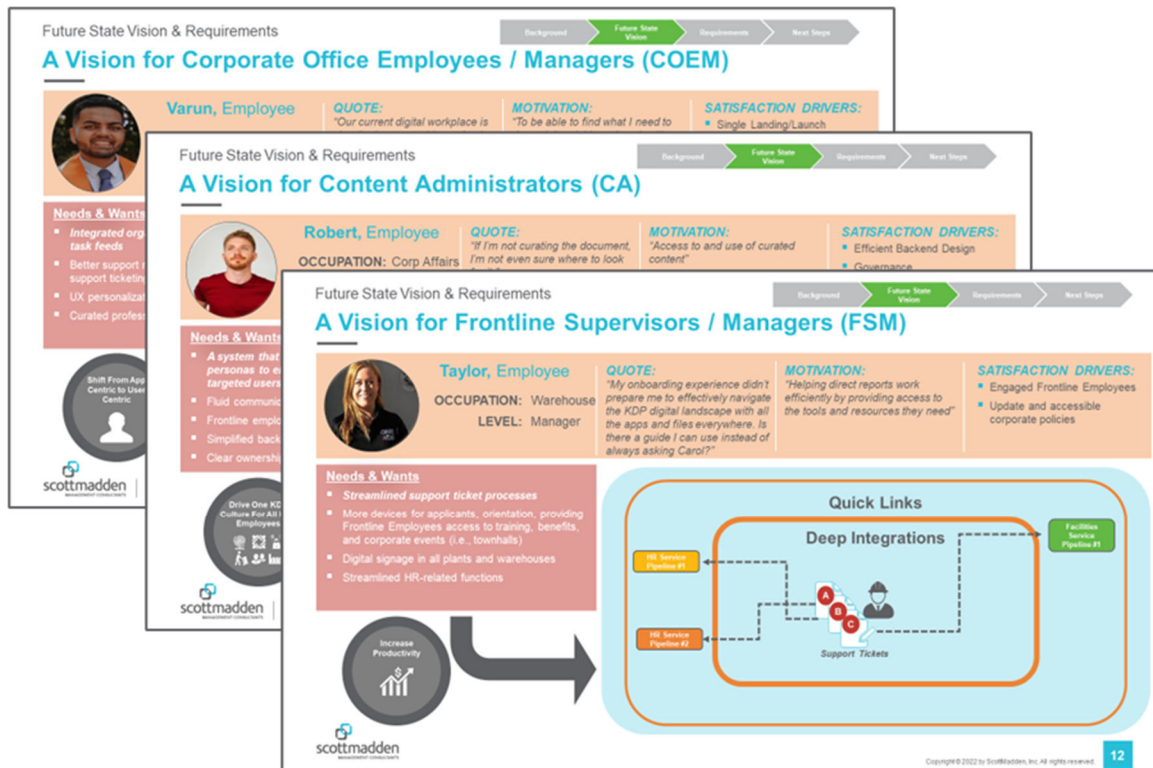 Future State Vision & Requirements
Background
Future State
Vision
Requirements
Next Steps
A Vision for Corporate Office Employees / Managers (COEM)
Varun, Employee
QUOTE:
"Our current digital workplace is
MOTIVATION:
"To be able to find what I need to
SATISFACTION DRIVERS:
Single Landing/Launch
Needs & Wants
Integrated
task feeds
Better support
support ticketing
UX
Curated
Shift From App
Centric to User
Centric
scottmadden
MANAGEMENT CONSULTANTS
Future State Vision & Requirements
Background
Future State
Vision
Requirements
Next Steps
A Vision for Content Administrators (CA)
Robert, Employee
OCCUPATION: Corp Affairs
QUOTE:
"If I'm not curating the document,
I'm not even sure where to look
MOTIVATION:
"Access to and use of curated
content"
SATISFACTION DRIVERS:
Efficient Backend Design
Governance
Needs & Wants
A system that
personas to
targeted users
Fluid
Frontline
Simplified
Clear
Drive One KDP
Culture For All
Employees
scottmadden
MANAGEMENT CONSULTANTS
Future State Vision & Requirements
Background
Future State
Vision
Requirements
Next Steps
A Vision for Frontline Supervisors / Managers (FSM)
Taylor, Employee
OCCUPATION: Warehouse
LEVEL: Manager
QUOTE:
"My onboarding experience didn't
prepare me to effectively navigate
the KDP digital landscape with all
the apps and files everywhere. Is
there a guide I can use instead of
always asking Carol?"
MOTIVATION:
"Helping direct reports work
efficiently by providing access to
the tools and resources they need"
SATISFACTION DRIVERS:
Engaged Frontline Employees
Update and accessible
corporate policies
Needs & Wants
Streamlined support ticket processes
More devices for applicants, orientation, providing
Frontline Employees access to training, benefits,
and corporate events (i.e., townhalls)
Digital signage in all plants and warehouses
Streamlined HR-related functions
Increase
Productivity
Quick Links
Deep Integrations
HR Service
Pipeline #1
HR Service
Pipeline #2
Facilities
Service
Pipeline #1
A
B
C
Support Tickets
scottmadden
MANAGEMENT CONSULTANTS
Copyright © 2022 by ScottMadden, Inc. All rights reserved.
12